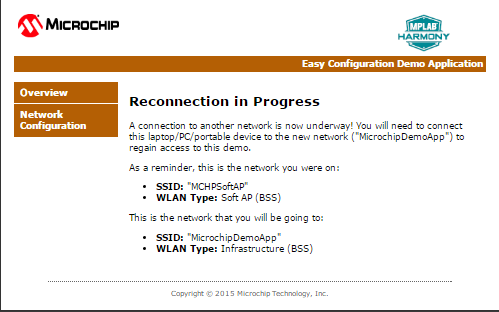 MICROCHIP
MPLAB
HARMONY
Easy Configuration Demo Application
Overview
Network
Configuration
Reconnection in Progress
A connection to another network is now underway! You will need to connect
this laptop/PC/portable device to the new network ("MicrochipDemoApp") to
regain access to this demo.
As a reminder, this is the network you were on:
• SSID: "MCHPSoftAP"
• WLAN Type: Soft AP (BSS)
This is the network that you will be going to:
• SSID: "MicrochipDemoApp"
• WLAN Type: Infrastructure (BSS)
Copyright © 2015 Microchip Technology, Inc.